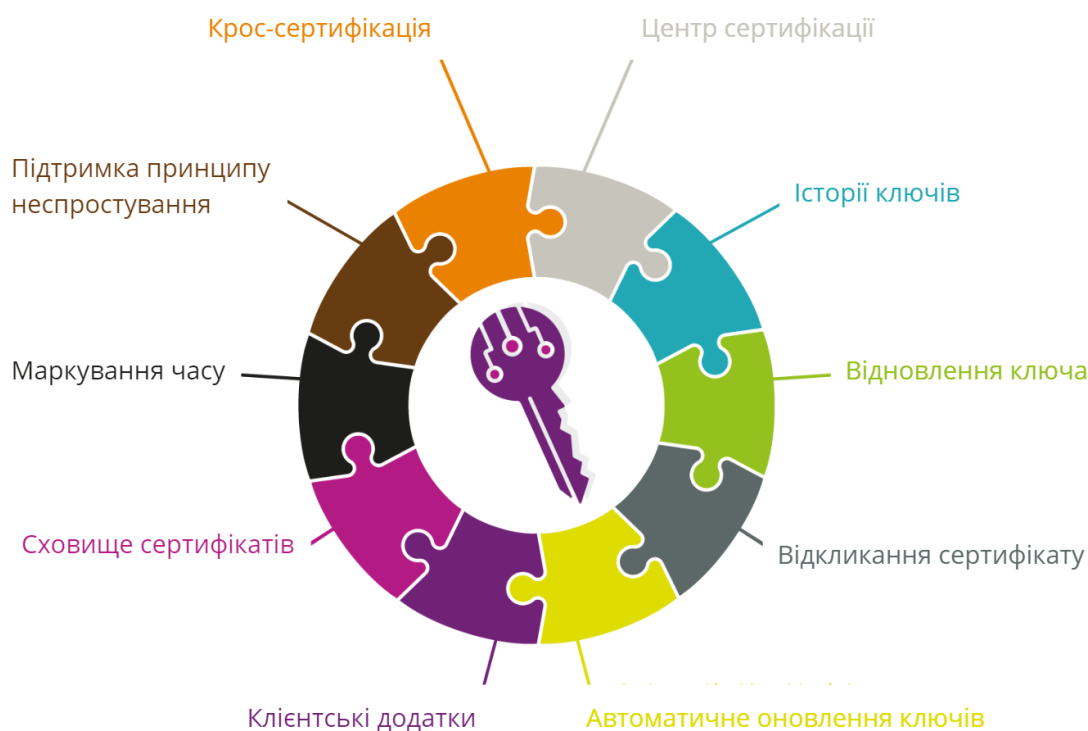 Крос-сертифікація
Центр сертифікації
Підтримка принципу
неспростування
Історії ключів
Маркування часу
Відновлення ключа
Сховище сертифікатів
Відкликання сертифікату
Клієнтські додатки
Автоматичне оновлення ключів